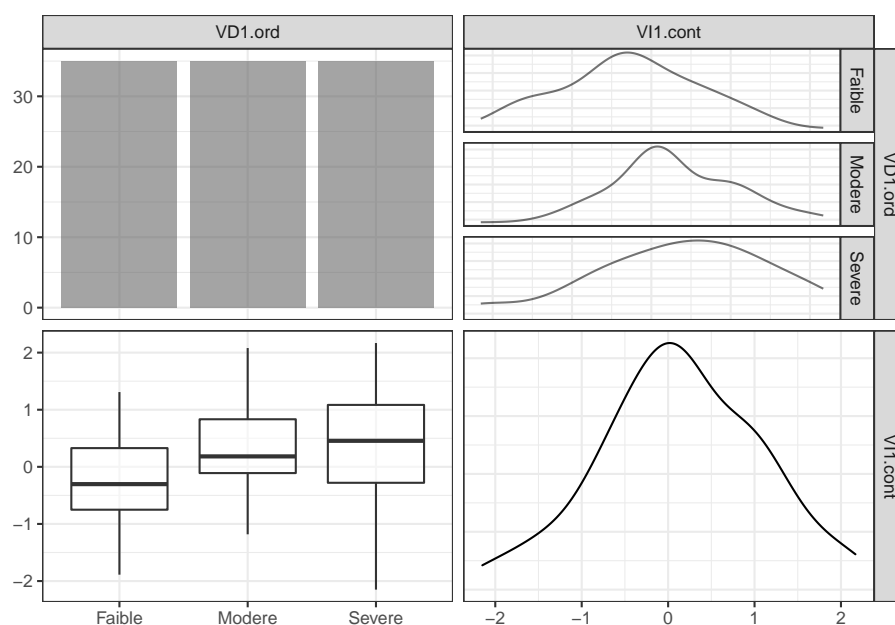 VD1.ord
VI1.cont
30
20
10
0
Faible
Modere
Severe
VD1.ord
2
1
0
−1
−2
VI1.cont
Faible
Modere
Severe
−2
−1
0
1
2